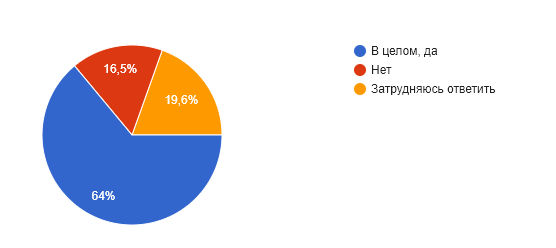 16,5%
19,6%
64%
В целом, да
Нет
Затрудняюсь ответить